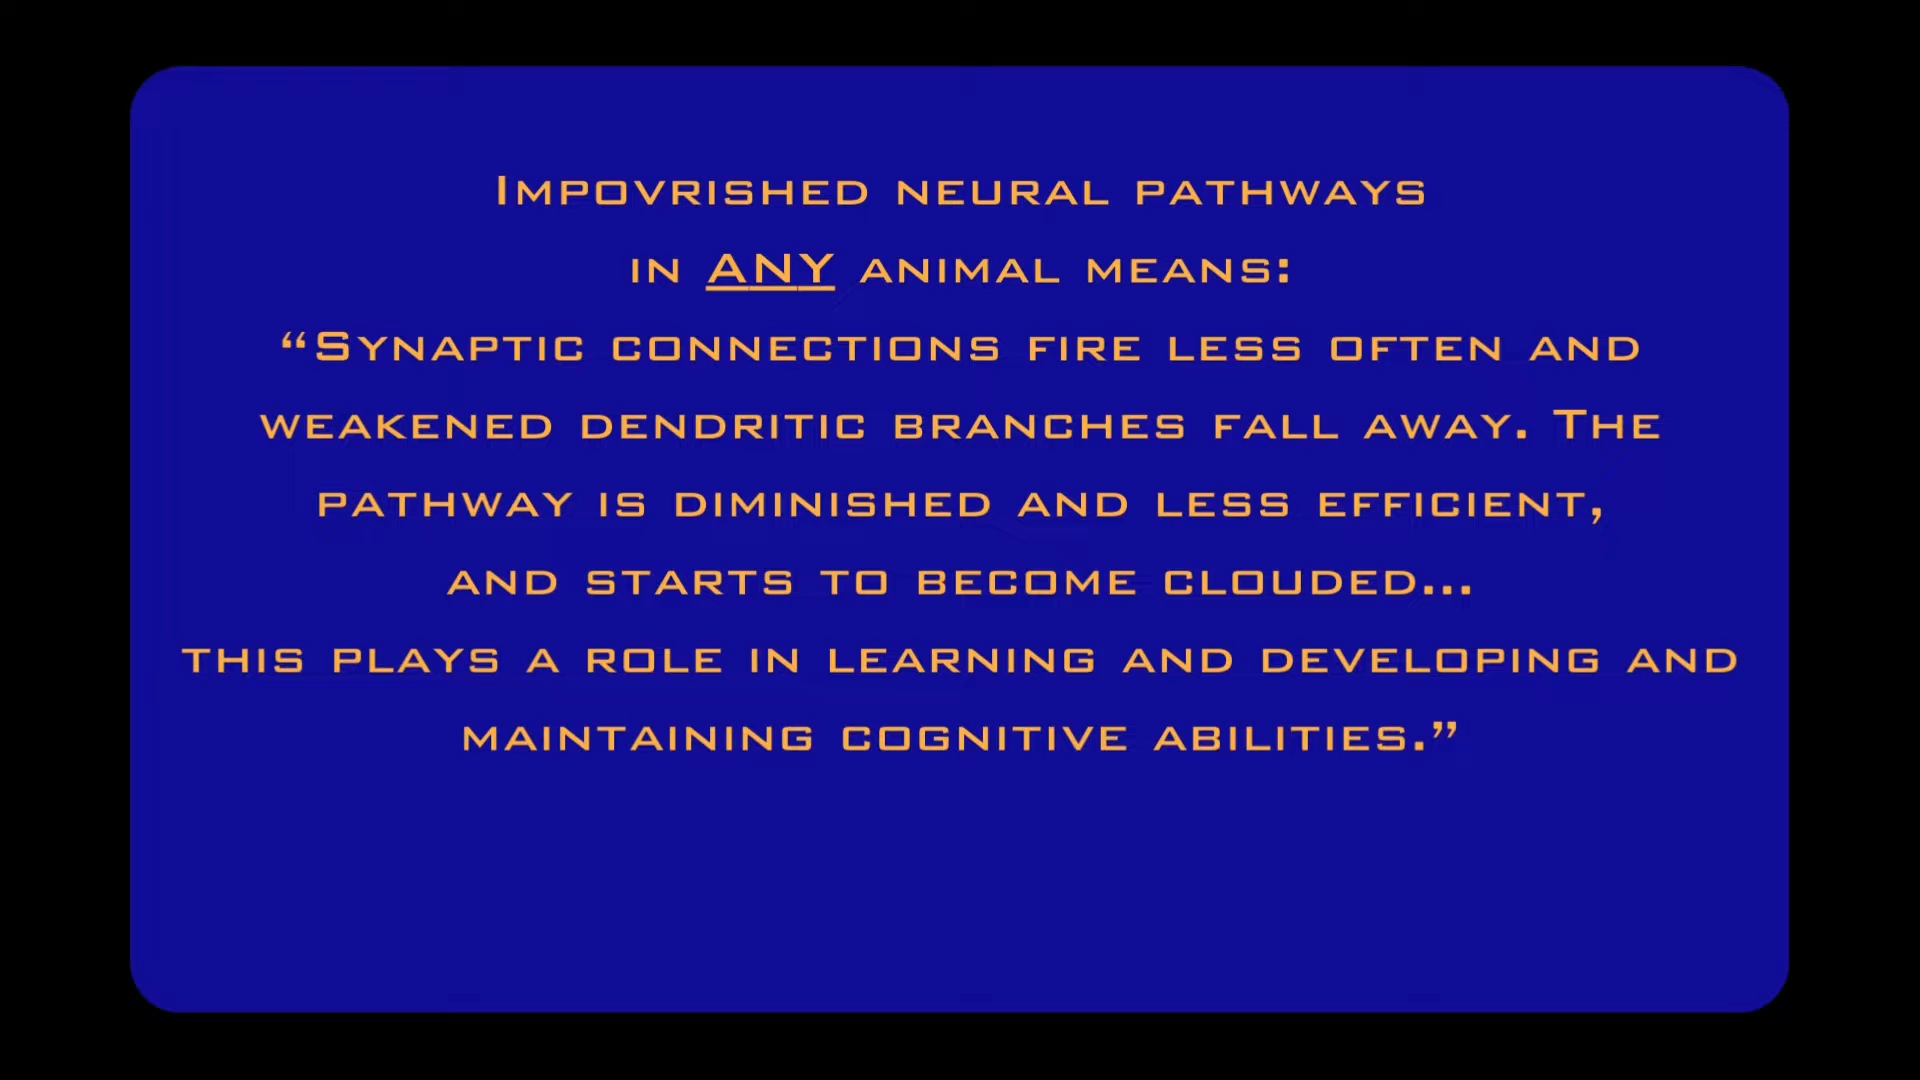 Impovrished neural pathways
in ANY animal means:
“Synaptic connections fire less often and
weakened dendritic branches fall away. The
pathway is diminished and less efficient,
and starts to become clouded...
this plays a role in learning and developing and
maintaining cognitive abilities.”